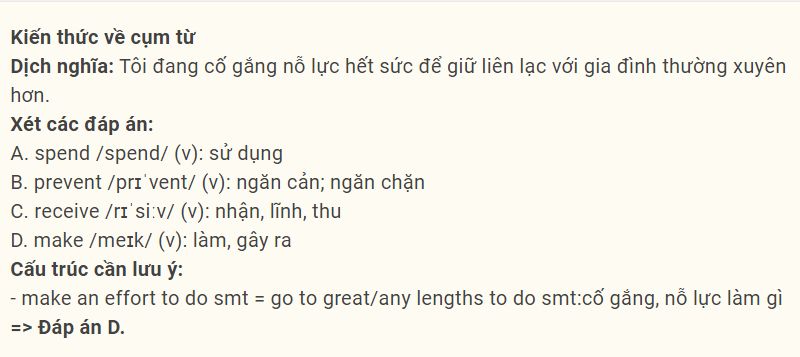 Kiến thức về cụm từ
Dịch nghĩa: Tôi đang cố gắng nỗ lực hết sức để giữ liên lạc với gia đình thường xuyên
hơn.
Xét các đáp án:
A. spend /spend/ (v): sử dụng
B. prevent /prɪˈvent/ (v): ngăn cản; ngăn chặn
C. receive /rɪˈsiːv/ (v): nhận, lĩnh, thu
D. make /meɪk/ (v): làm, gây ra
Cấu trúc cần lưu ý:
- make an effort to do smt = go to great/any lengths to do smt:cố gắng, nỗ lực làm gì
=> Đáp án D.